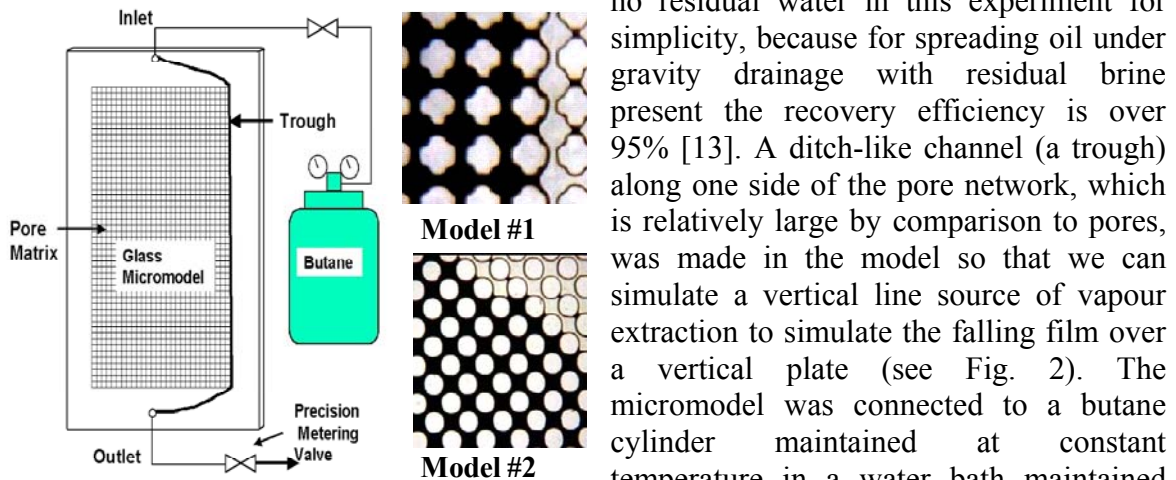 Inlet
Trough
Pore
Matrix
Glass
Micromodel
Butane
Precision
Metering
Valve
Outlet
Model #1
Model #2
no residual water in this experiment for
simplicity, because for spreading oil under
gravity drainage with residual brine
present the recovery efficiency is over
95% [13]. A ditch-like channel (a trough)
along one side of the pore network, which
is relatively large by comparison to pores,
was made in the model so that we can
simulate a vertical line source of vapour
extraction to simulate the falling film over
a vertical plate (see Fig. 2). The
micromodel was connected to a butane
cylinder maintained at constant
temperature in a water bath maintained